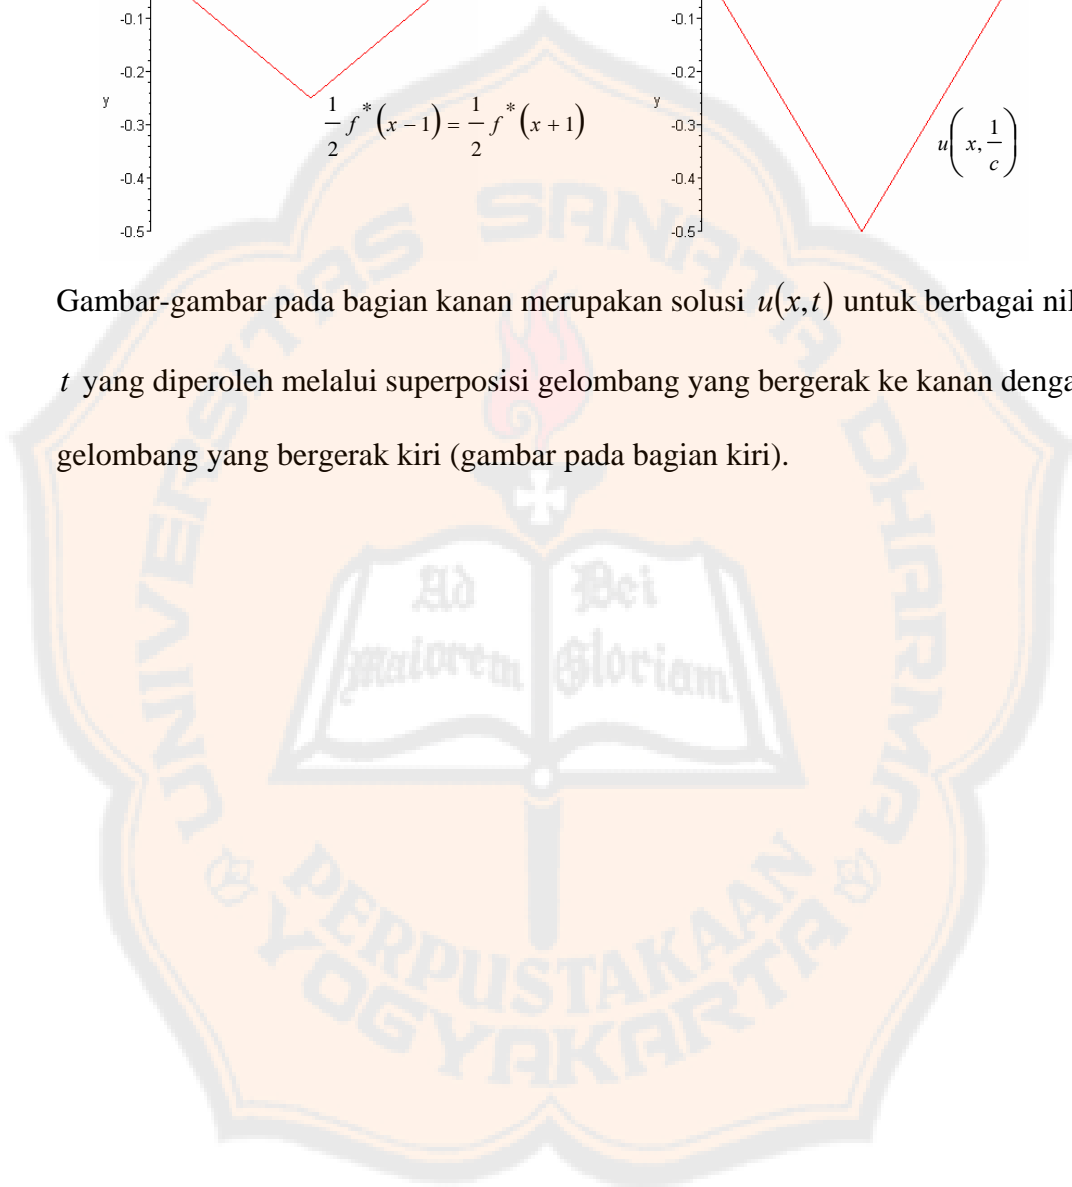 -0.1
-0.2
y
-0.3
-0.4
-0.5
1/2 f*(x − 1) = 1/2 f*(x + 1)
-0.1
-0.2
y
-0.3
-0.4
-0.5
u(x, 1/c)
Gambar-gambar pada bagian kanan merupakan solusi u(x,t) untuk berbagai nil
t yang diperoleh melalui superposisi gelombang yang bergerak ke kanan denga
gelombang yang bergerak kiri (gambar pada bagian kiri).
UNIVERSITAS SANATA DHARMA
Ad Dei
maiorem Gloriam
PERPUSTAKAAN
YOGYAKARTA